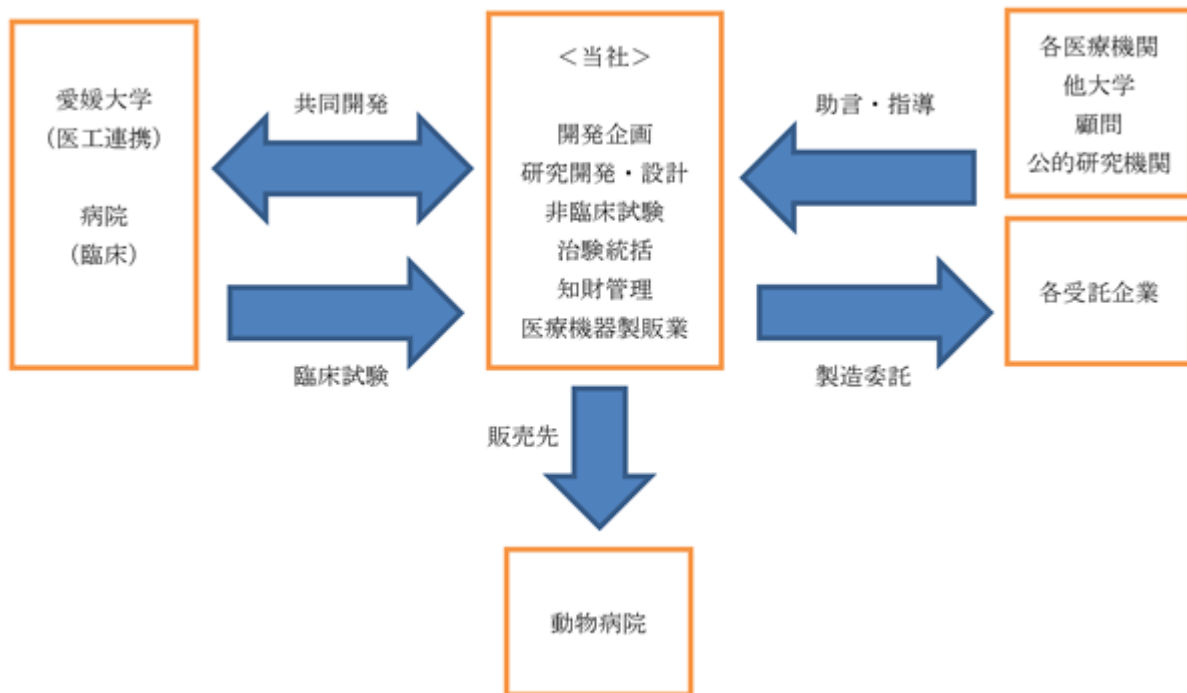 愛媛大学
（医工連携）
病院
（臨床）
共同開発
臨床試験
＜当社＞
開発企画
研究開発・設計
非臨床試験
治験統括
知財管理
医療機器製販業
助言・指導
製造委託
各医療機関
他大学
顧問
公的研究機関
各受託企業
販売先
動物病院